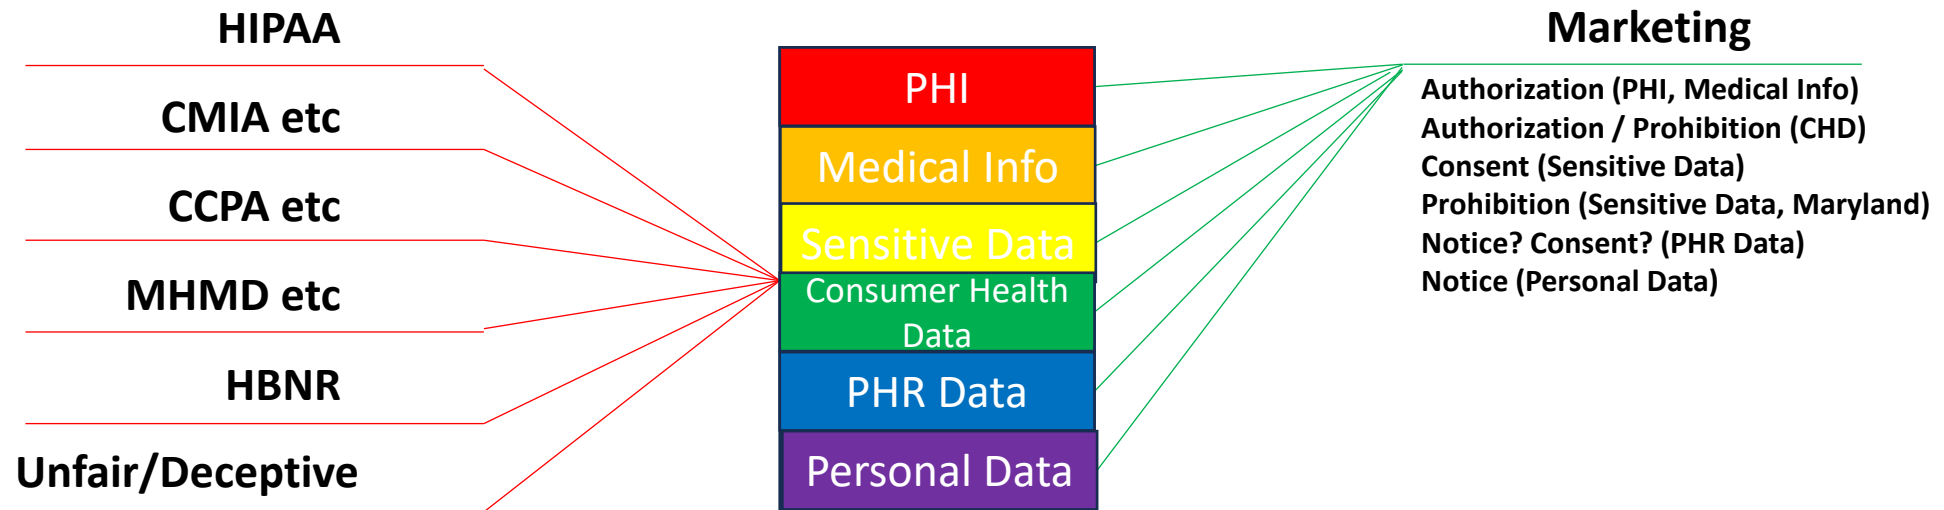 HIPAA
CMIA etc
CCPA etc
MHMD etc
HBNR
Unfair/Deceptive
PHI
Medical Info
Sensitive Data
Consumer Health
Data
PHR Data
Personal Data
Marketing
Authorization (PHI, Medical Info)
Authorization / Prohibition (CHD)
Consent (Sensitive Data)
Prohibition (Sensitive Data, Maryland)
Notice? Consent? (PHR Data)
Notice (Personal Data)